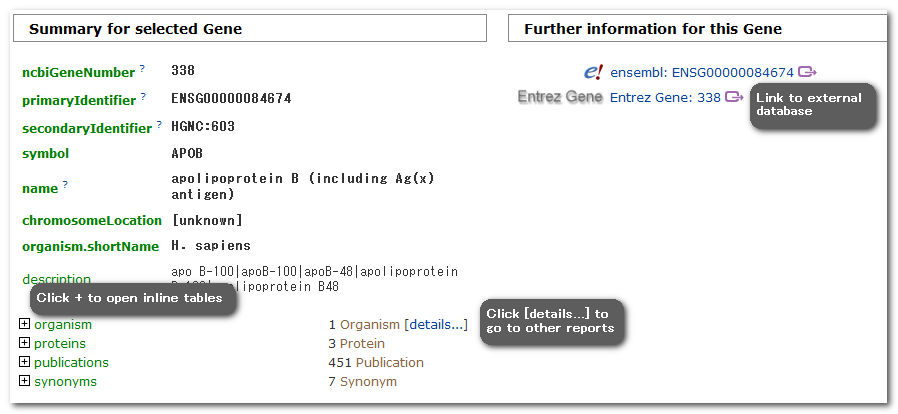 Summary for selected Gene
Further information for this Gene
ncbiGeneNumber ? 338
primaryIdentifier ? ENSG00000084674
secondaryIdentifier ? HGNC:603
symbol APOB
name ? apolipoprotein B (including Ag(x)
antigen)
chromosomeLocation [unknown]
organism.shortName H. sapiens
description apo B-100|apoB-100|apoB-48|apolipoprotein
B48
Click + to open inline tables
organism 1 Organism [details...]
proteins 3 Protein
publications 451 Publication
synonyms 7 Synonym
Click [details...] to
go to other reports
e! ensembl: ENSG00000084674
Entrez Gene Entrez Gene: 338
Link to external
database